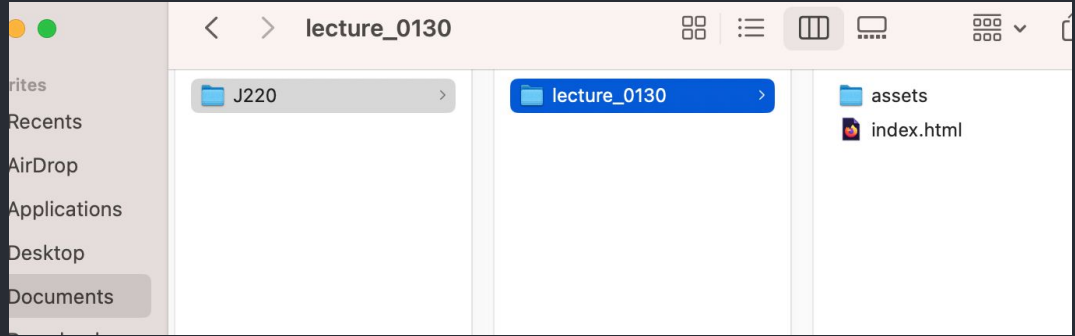 lecture_0130
rites
Recents
AirDrop
Applications
Desktop
Documents
J220
lecture_0130
assets
index.html